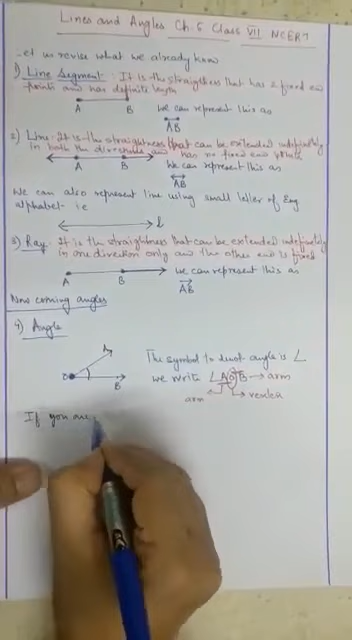 Lines and Angles Ch. 5 Class VII NCERT
Let us revise what we already know
1) Line Segment - It is the straightness that has 2 fixed end
points and has definite length
A B We can represent this as
AB
2) Line - It is the straightness that can be extended indefinitely
in both the directions and has no fixed end points
A B We can represent this as
AB
We can also represent line using small letter of Eng
alphabet - i.e
l
3) Ray - It is the straightness that can be extended indefinitely
in one direction only and the other end is fixed
A B We can represent this as
AB
Now coming angles
4) Angle
A
O
B
The symbol to denot angle is ∠
We write ∠AOB → arm
arm vertex
If you are